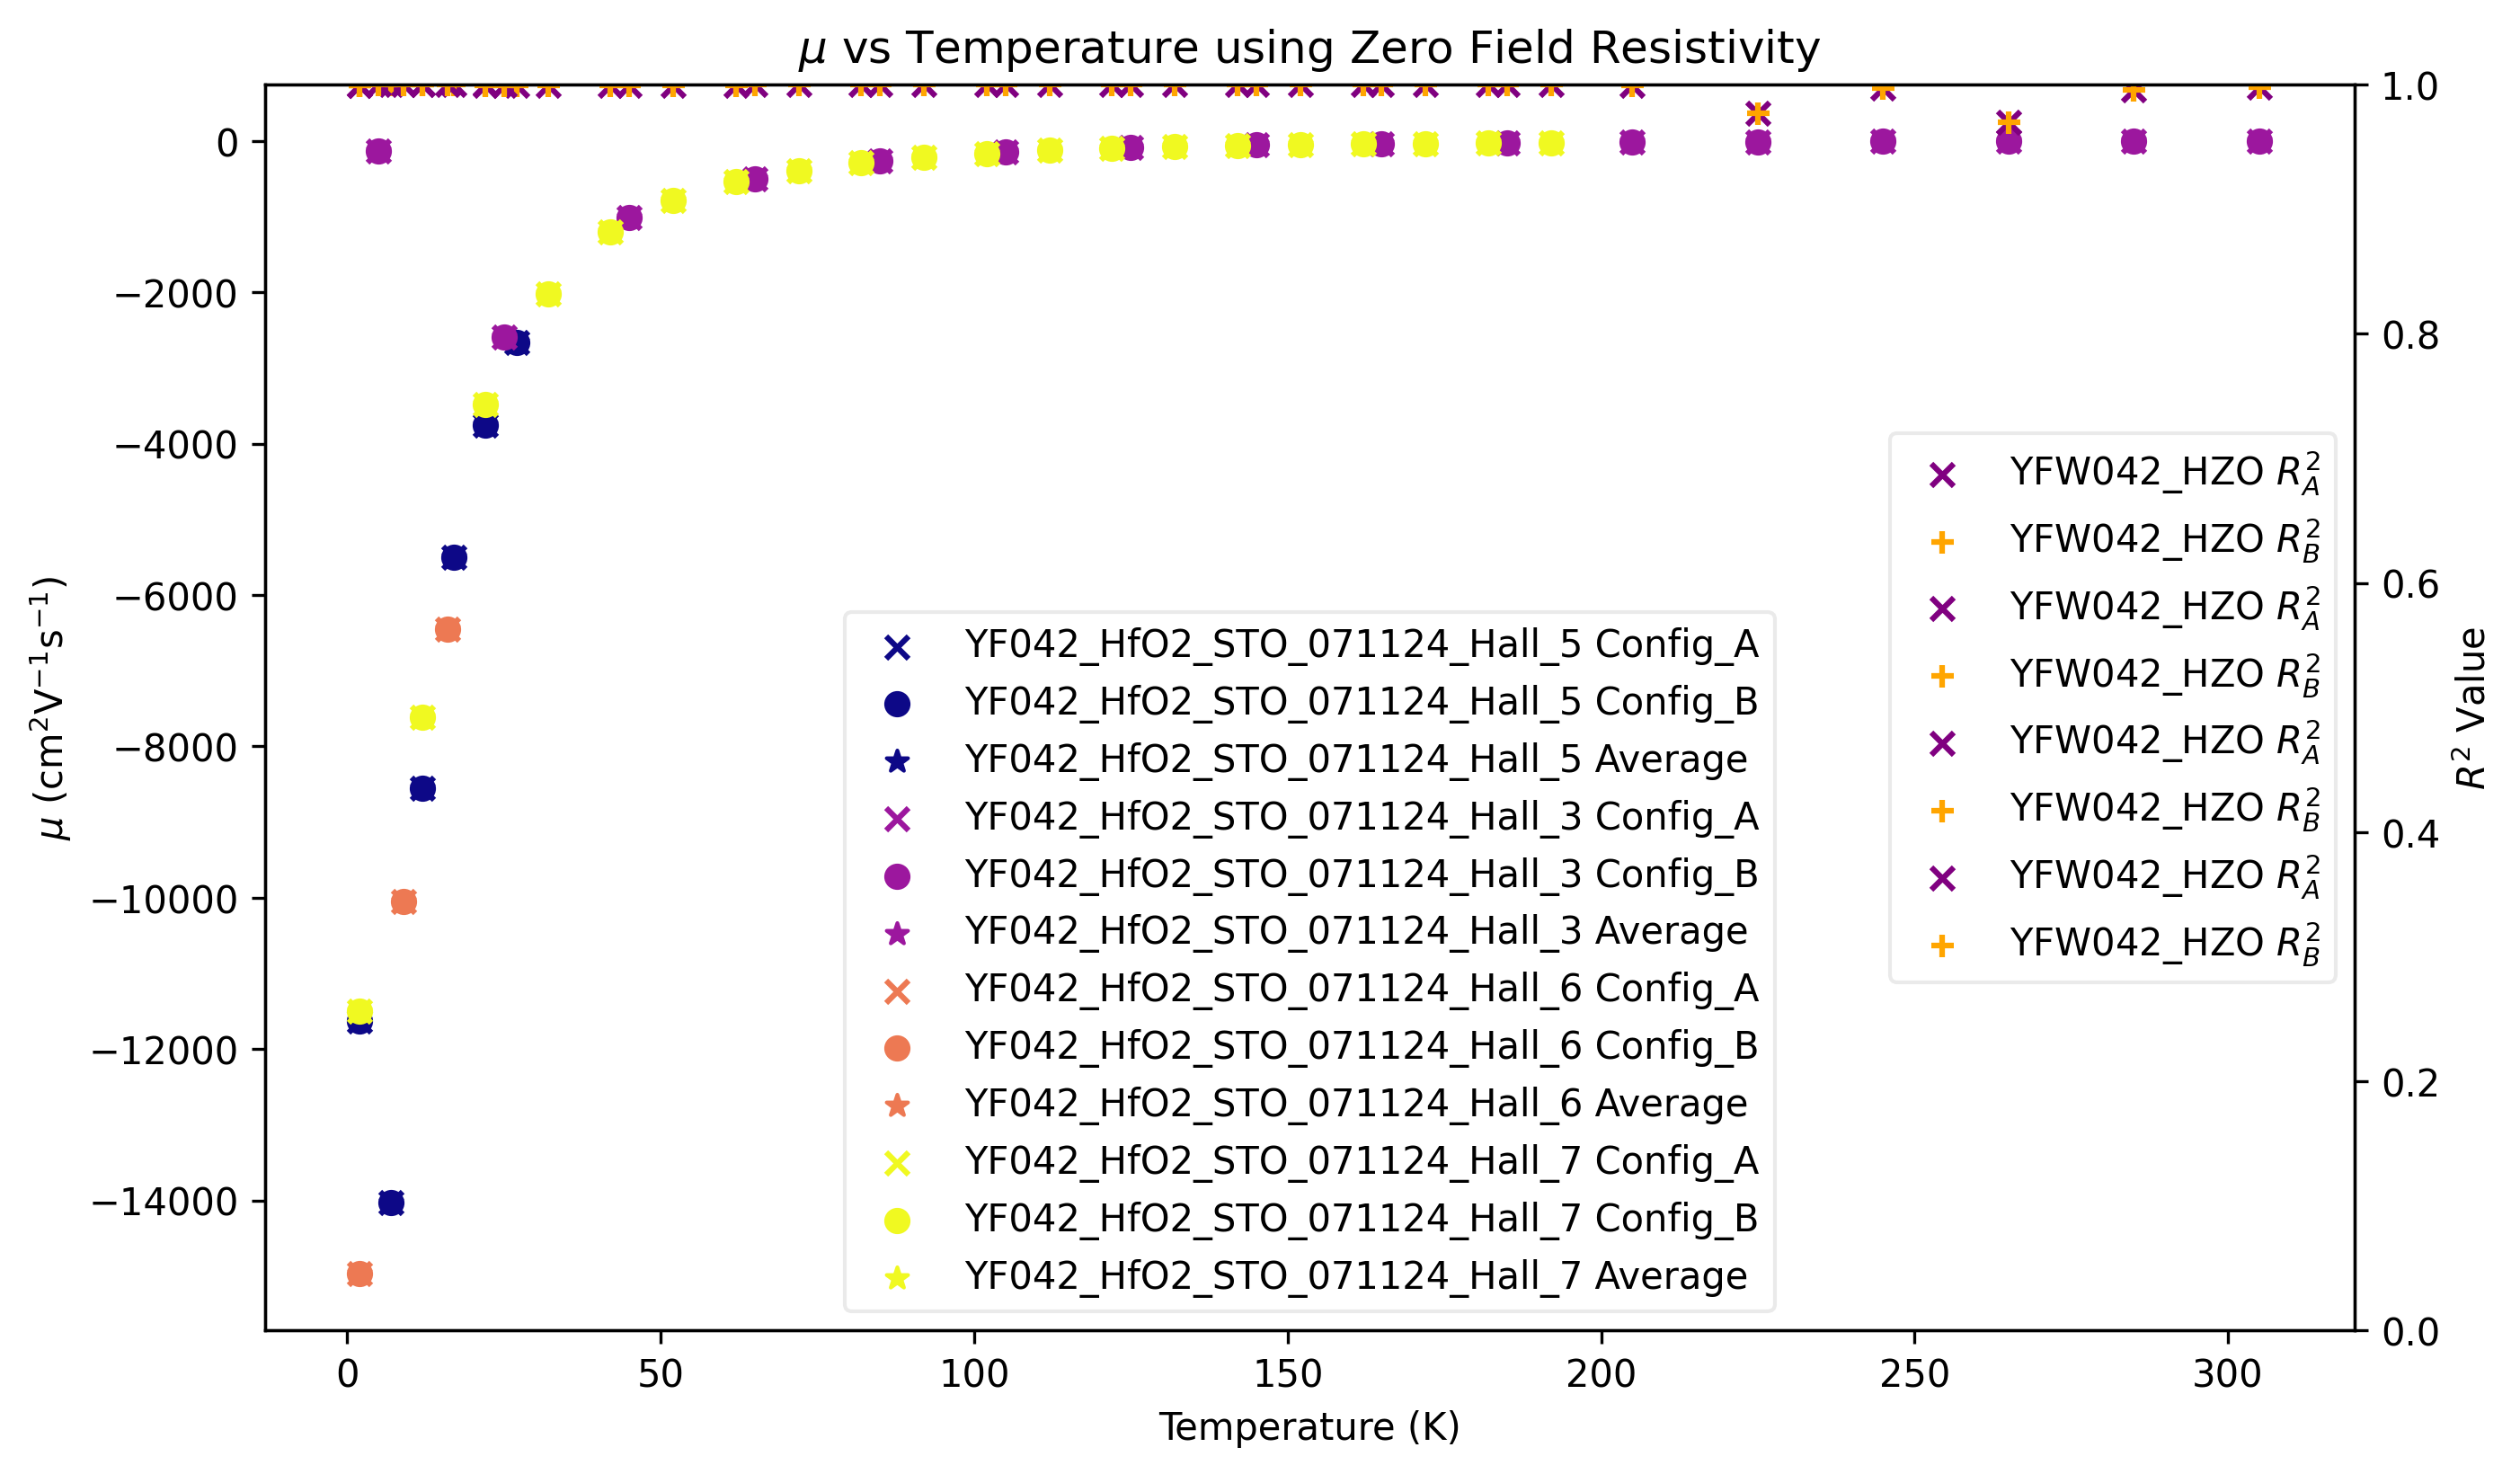 μ vs Temperature using Zero Field Resistivity
1.0
0
−2000
0.8
−4000
YFW042_HZO R²_A
YFW042_HZO R²_B
−6000
0.6
YFW042_HZO R²_A
YFW042_HZO R²_B
YFW042_HZO R²_A
YFW042_HZO R²_B
YFW042_HZO R²_A
YFW042_HZO R²_B
μ (cm²V⁻¹s⁻¹)
R² Value
YF042_HfO2_STO_071124_Hall_5 Config_A
YF042_HfO2_STO_071124_Hall_5 Config_B
YF042_HfO2_STO_071124_Hall_5 Average
YF042_HfO2_STO_071124_Hall_3 Config_A
YF042_HfO2_STO_071124_Hall_3 Config_B
YF042_HfO2_STO_071124_Hall_3 Average
YF042_HfO2_STO_071124_Hall_6 Config_A
YF042_HfO2_STO_071124_Hall_6 Config_B
YF042_HfO2_STO_071124_Hall_6 Average
YF042_HfO2_STO_071124_Hall_7 Config_A
YF042_HfO2_STO_071124_Hall_7 Config_B
YF042_HfO2_STO_071124_Hall_7 Average
−8000
0.4
−10000
−12000
0.2
−14000
0.0
0 50 100 150 200 250 300
Temperature (K)